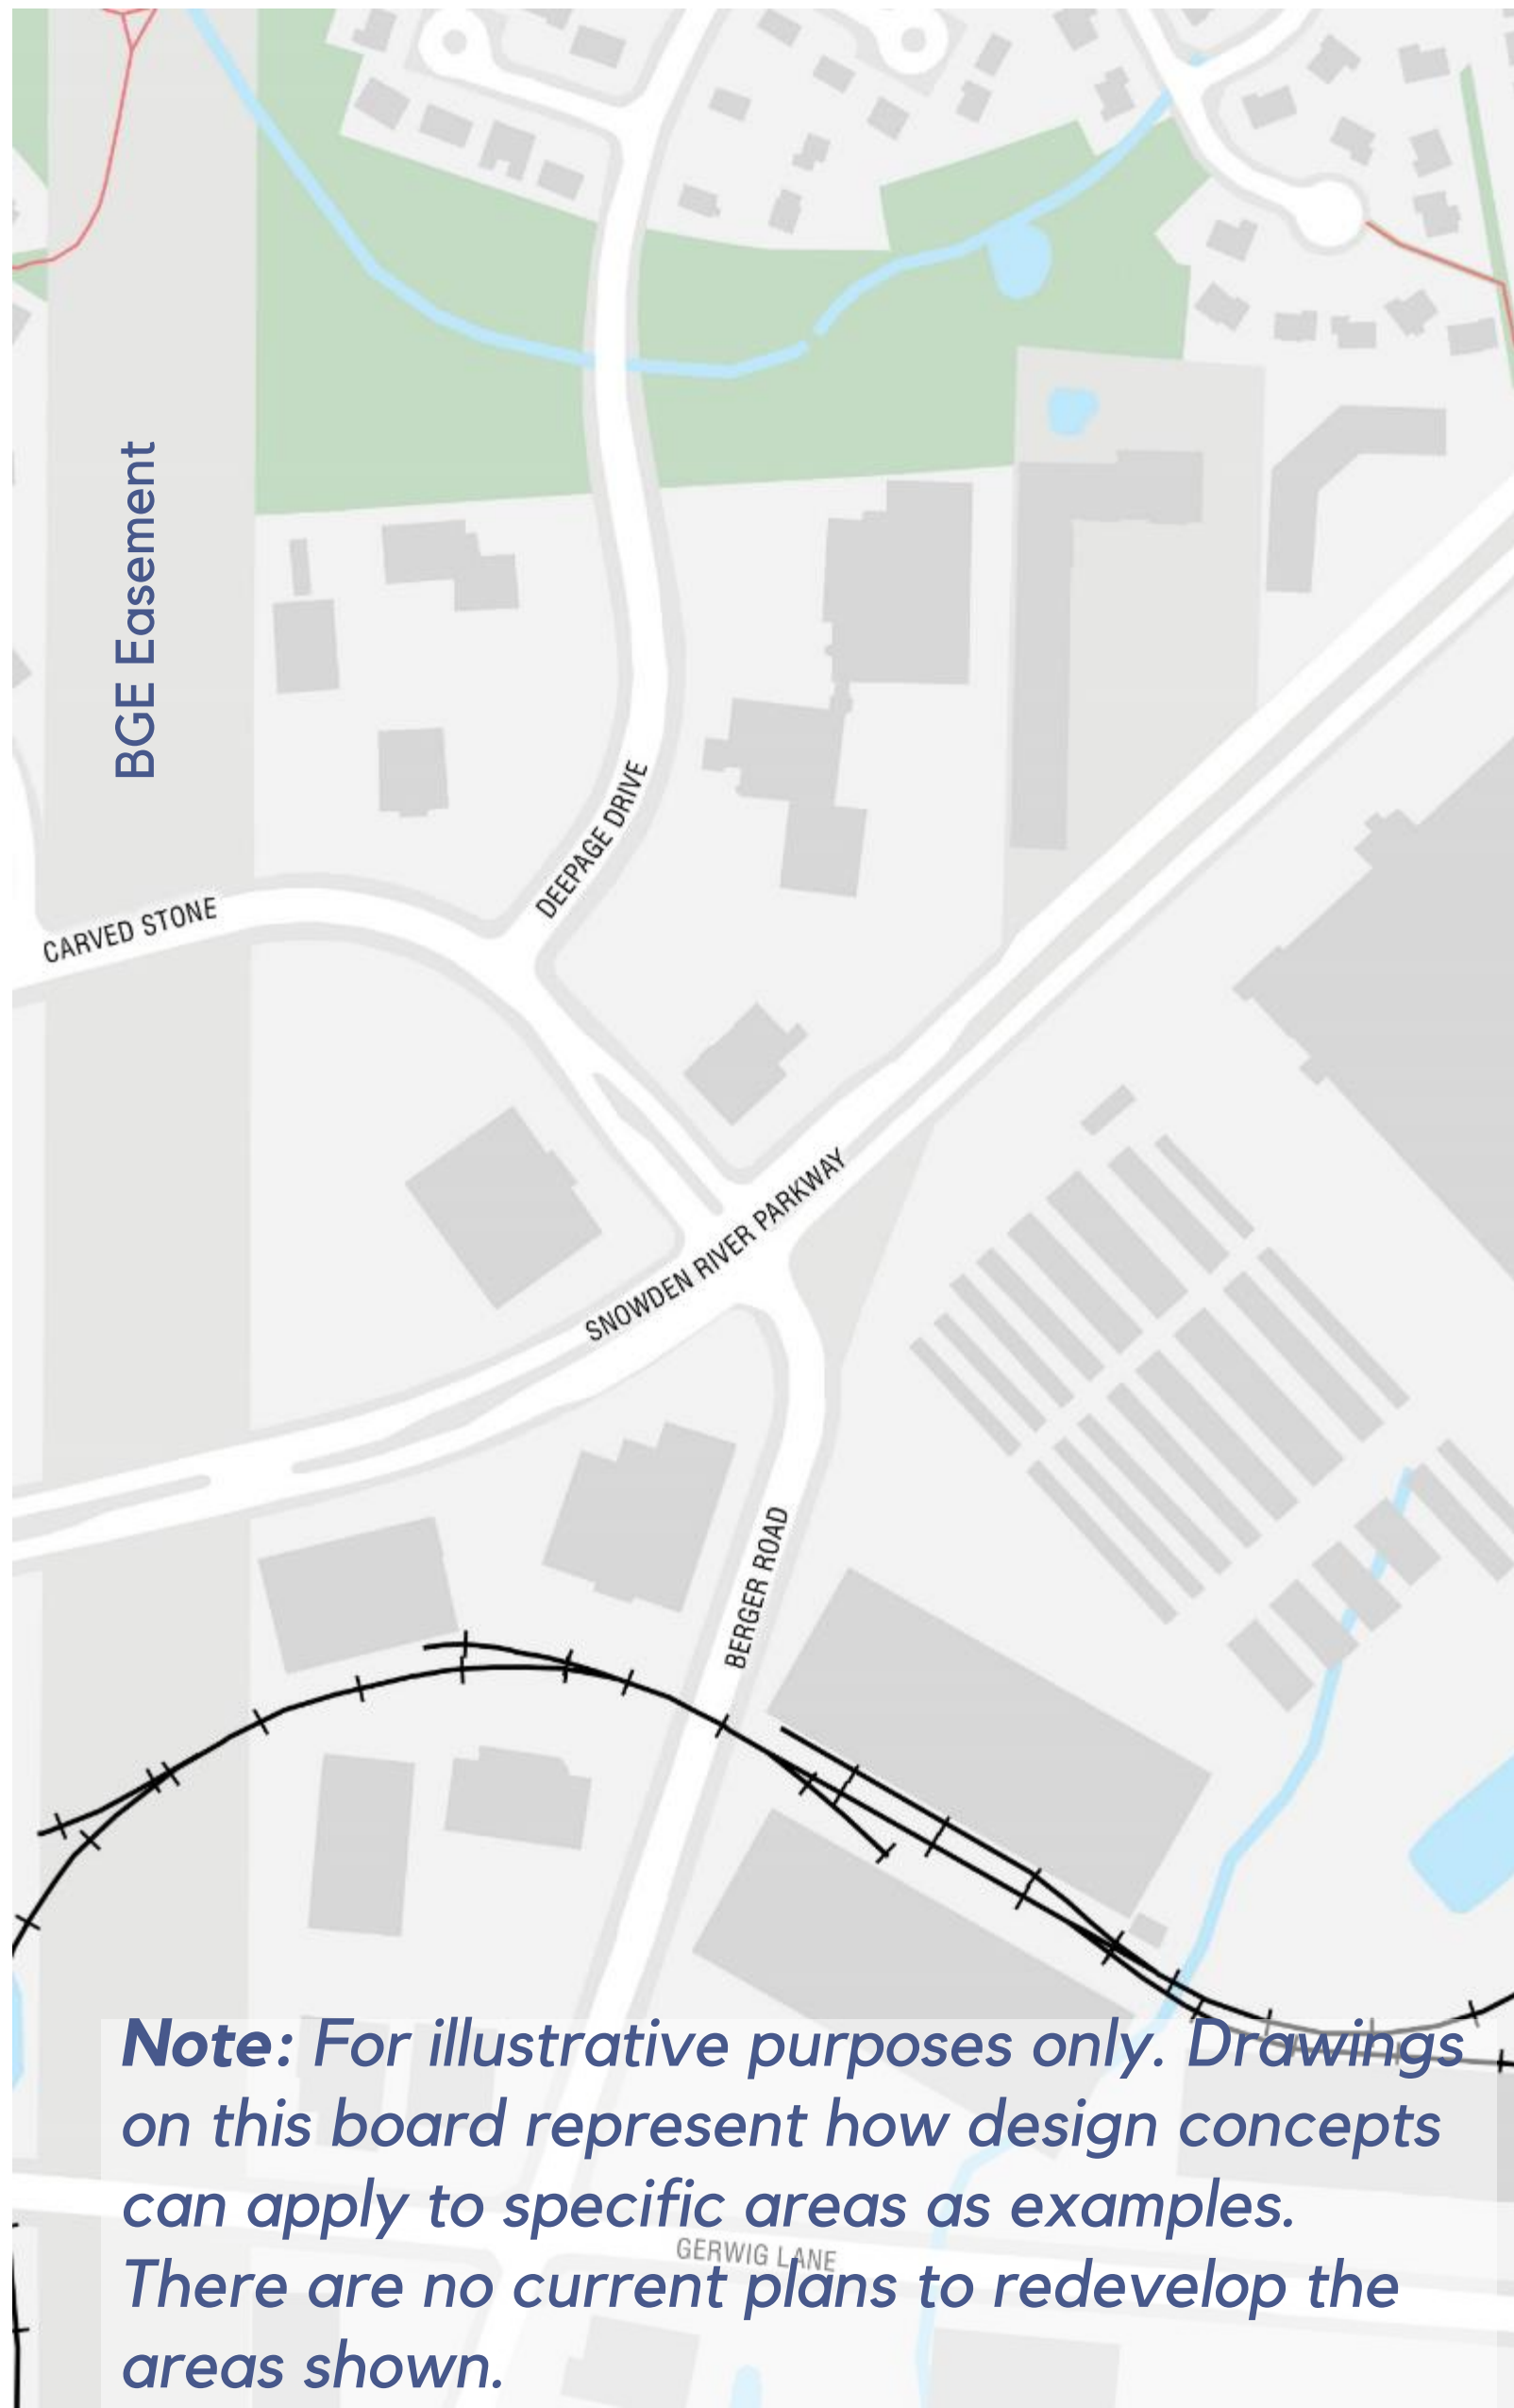 BGE Easement
DEEPAGE DRIVE
CARVED STONE
SNOWDEN RIVER PARKWAY
BERGER ROAD
Note: For illustrative purposes only. Drawings
on this board represent how design concepts
can apply to specific areas as examples.
GERWIG LANE
There are no current plans to redevelop the
areas shown.